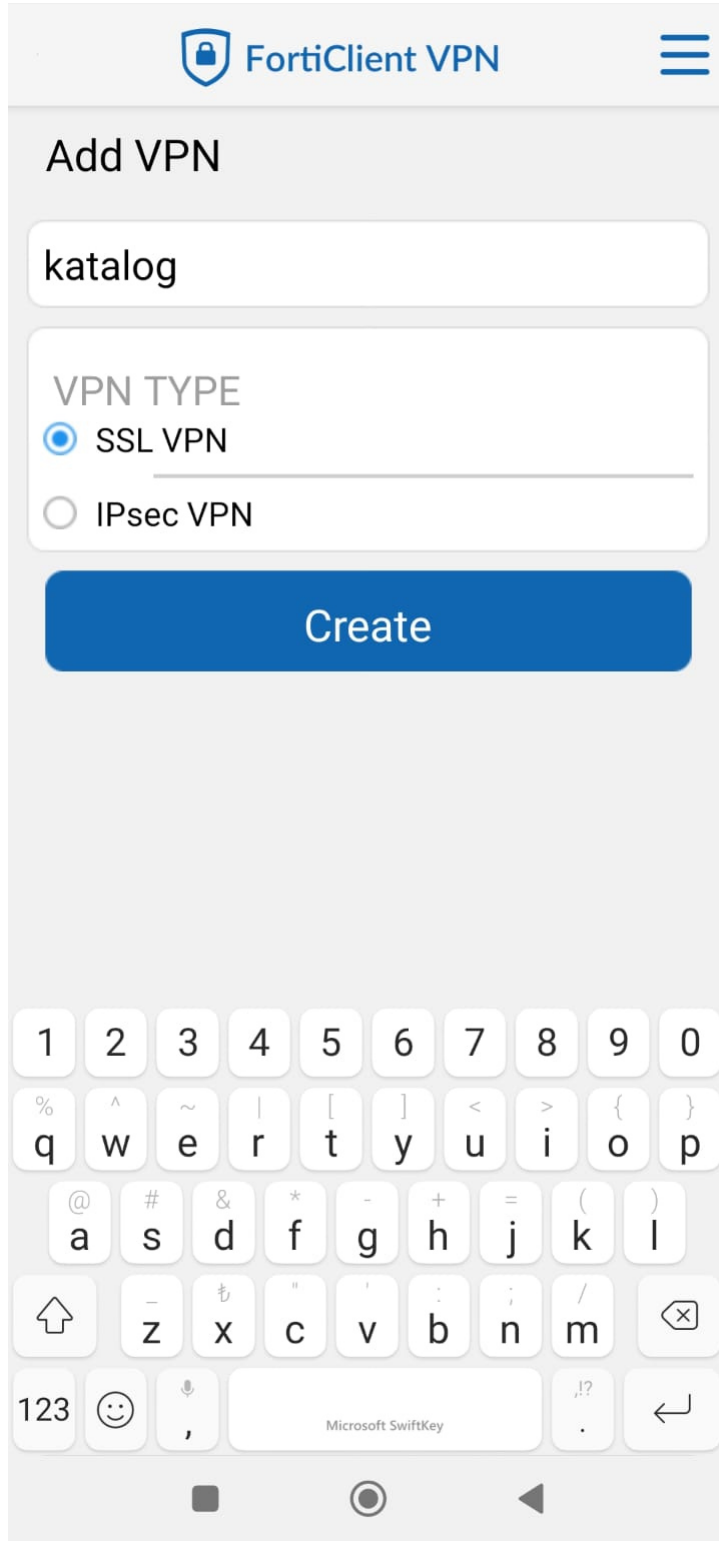 FortiClient VPN
Add VPN
katalog
VPN TYPE
SSL VPN
IPsec VPN
Create
1 2 3 4 5 6 7 8 9 0
% ^ ~ | [ ] < > { }
q w e r t y u i o p
@ # & * - + = ( )
a s d f g h j k l
_ ₺ " ' : ; /
z x c v b n m
,!?
123 , Microsoft SwiftKey .